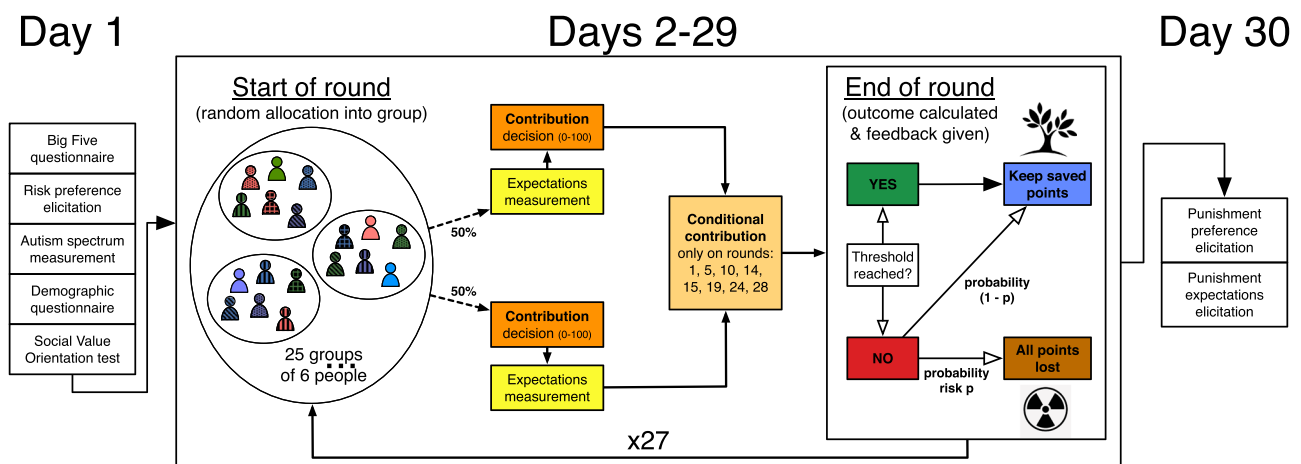 Day 1
Days 2-29
Day 30
Big Five
questionnaire
Risk preference
elicitation
Autism spectrum
measurement
Demographic
questionnaire
Social Value
Orientation test
Start of round
(random allocation into group)
25 groups
of 6 people
50%
50%
Contribution
decision (0-100)
Expectations
measurement
Contribution
decision (0-100)
Expectations
measurement
Conditional
contribution
only on rounds:
1, 5, 10, 14,
15, 19, 24, 28
End of round
(outcome calculated
& feedback given)
YES
Keep saved
points
Threshold
reached?
probability
(1 - p)
NO
probability
risk p
All points
lost
x27
Punishment
preference
elicitation
Punishment
expectations
elicitation